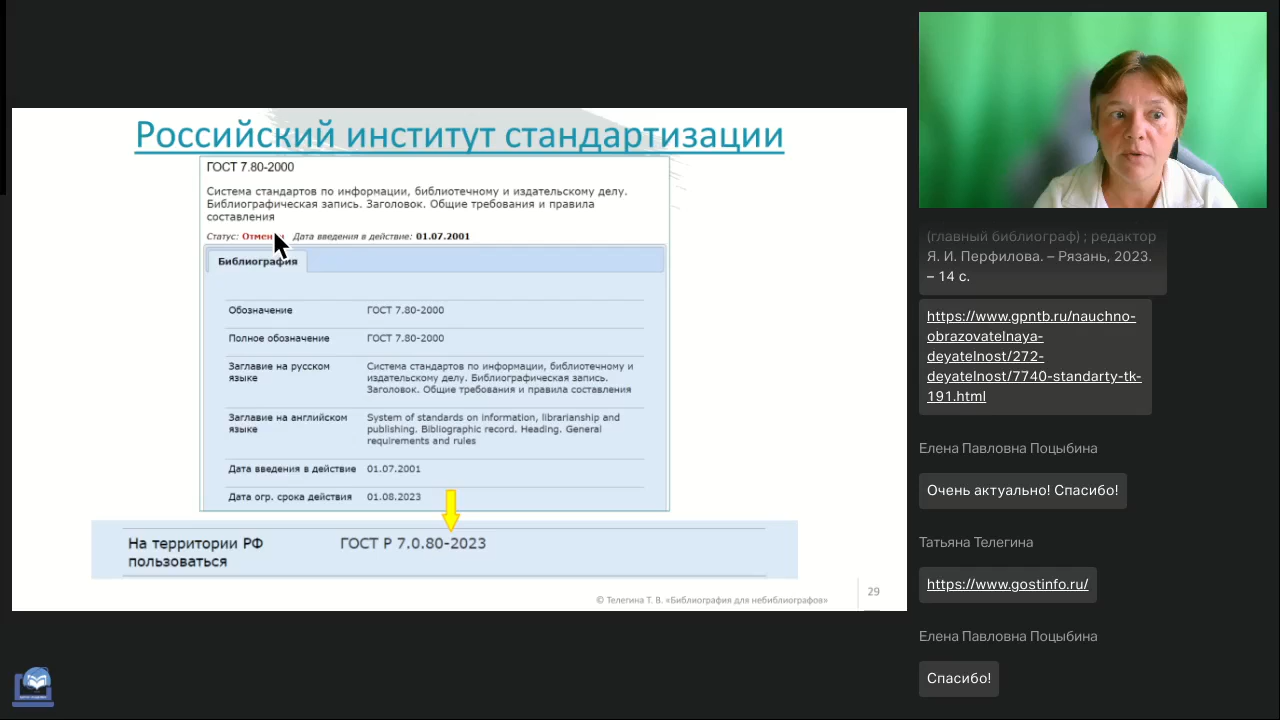 Российский институт стандартизации
ГОСТ 7.80-2000
Система стандартов по информации, библиотечному и издательскому делу.
Библиографическая запись. Заголовок. Общие требования и правила
составления
Статус: Дата введения в действие: 01.07.2001
Библиография
Обозначение ГОСТ 7.80-2000
Полное обозначение ГОСТ 7.80-2000
Заглавие на русском Система стандартов по информации, библиотечному и
языке издательскому делу. Библиографическая запись.
Заголовок. Общие требования и правила составления
Заглавие на английском System of standards on information, librarianship and
языке publishing. Bibliographic record. Heading. General
requirements and rules
Дата введения в действие 01.07.2001
Дата огр. срока действия 01.08.2023
На территории РФ ГОСТ Р 7.0.80-2023
пользоваться
© Телегина Т. В. «Библиография для небиблиографов»
29
(главный библиограф) ; редактор
Я. И. Перфилова. – Рязань, 2023.
– 14 с.
https://www.gpntb.ru/nauchno-
obrazovatelnaya-
deyatelnost/272-
deyatelnost/7740-standarty-tk-
191.html
Елена Павловна Поцыбина
Очень актуально! Спасибо!
Татьяна Телегина
https://www.gostinfo.ru/
Елена Павловна Поцыбина
Спасибо!